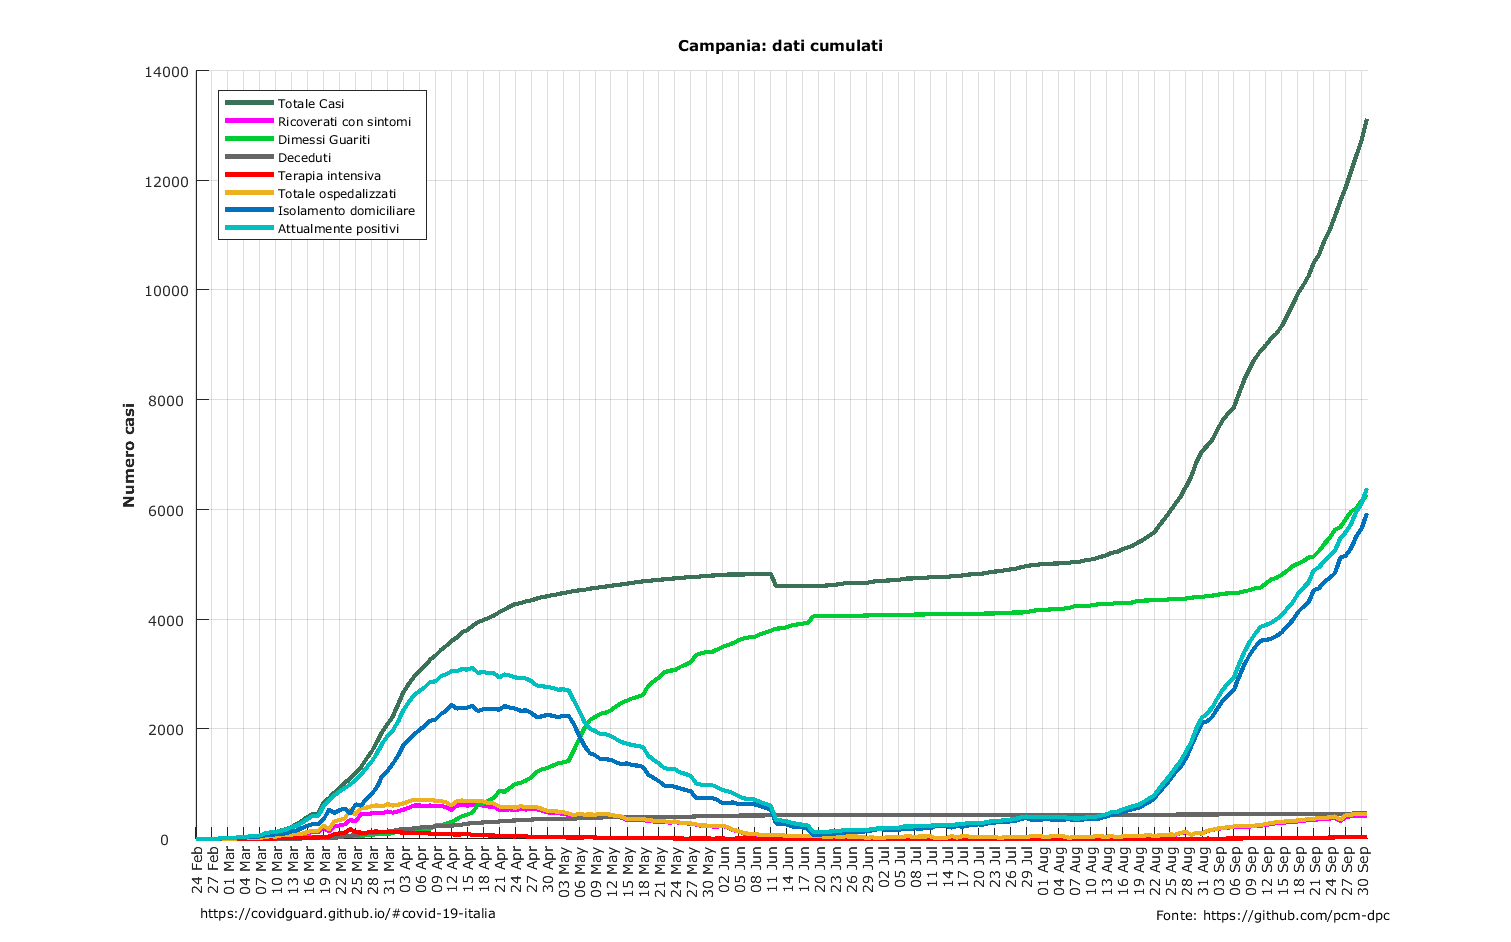 Campania: dati cumulati
14000
12000
10000
8000
6000
4000
2000
0
Numero casi
Totale Casi
Ricoverati con sintomi
Dimessi Guariti
Deceduti
Terapia intensiva
Totale ospedalizzati
Isolamento domiciliare
Attualmente positivi
24 Feb
27 Feb
01 Mar
04 Mar
07 Mar
10 Mar
13 Mar
16 Mar
19 Mar
22 Mar
25 Mar
28 Mar
31 Mar
03 Apr
06 Apr
09 Apr
12 Apr
15 Apr
18 Apr
21 Apr
24 Apr
27 Apr
30 Apr
03 May
06 May
09 May
12 May
15 May
18 May
21 May
24 May
27 May
30 May
02 Jun
05 Jun
08 Jun
11 Jun
14 Jun
17 Jun
20 Jun
23 Jun
26 Jun
29 Jun
02 Jul
05 Jul
08 Jul
11 Jul
14 Jul
17 Jul
20 Jul
23 Jul
26 Jul
29 Jul
01 Aug
04 Aug
07 Aug
10 Aug
13 Aug
16 Aug
19 Aug
22 Aug
25 Aug
28 Aug
31 Aug
03 Sep
06 Sep
09 Sep
12 Sep
15 Sep
18 Sep
21 Sep
24 Sep
27 Sep
30 Sep
https://covidguard.github.io/#covid-19-italia
Fonte: https://github.com/pcm-dpc